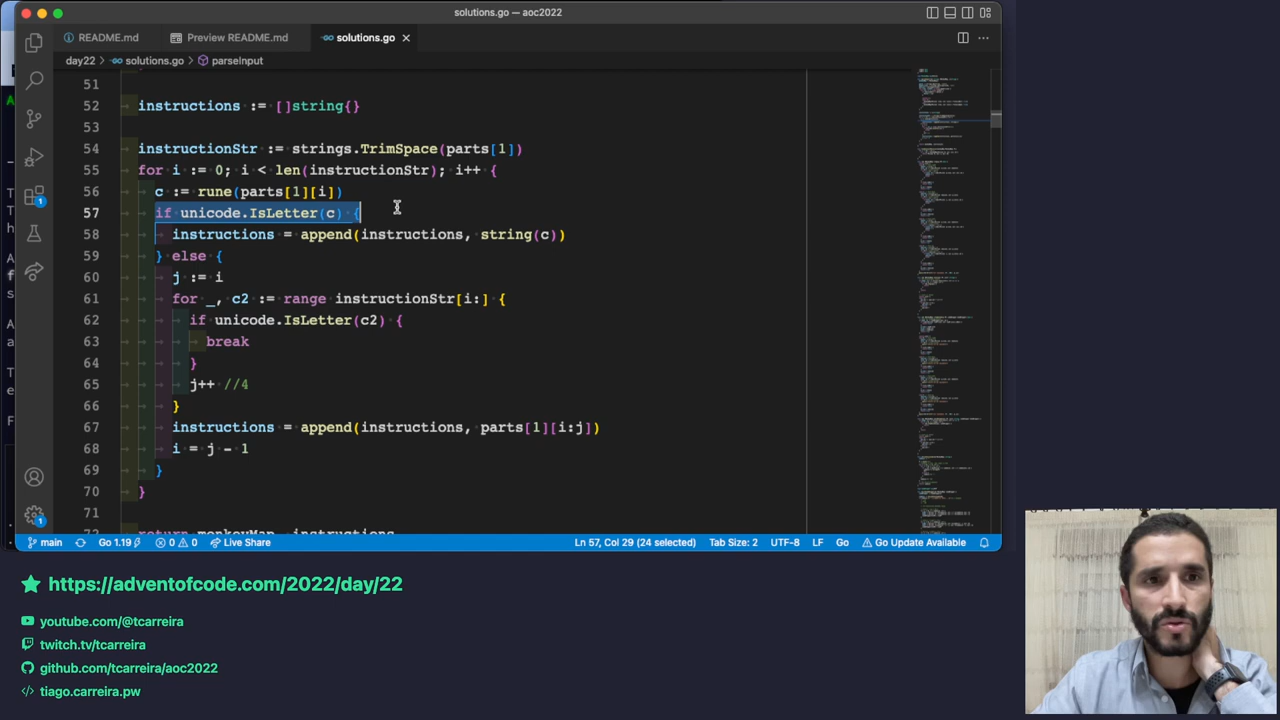 solutions.go — aoc2022
README.md
Preview README.md
solutions.go
day22 > solutions.go > parseInput
51
52 instructions := []string{}
53
54 instructionStr := strings.TrimSpace(parts[1])
55 for i := 0; i < len(instructionStr); i++ {
56 c := rune(parts[1][i])
57 if unicode.IsLetter(c) {
58 instructions = append(instructions, string(c))
59 } else {
60 j := i
61 for _, c2 := range instructionStr[i:] {
62 if unicode.IsLetter(c2) {
63 break
64 }
65 j++ //4
66 }
67 instructions = append(instructions, parts[1][i:j])
68 i = j - 1
69 }
70 }
71
return monkeyMap, instructions
1
1
main Go 1.19 0 0 Live Share Ln 57, Col 29 (24 selected) Tab Size: 2 UTF-8 LF Go Go Update Available
https://adventofcode.com/2022/day/22
youtube.com/@tcarreira
twitch.tv/tcarreira
github.com/tcarreira/aoc2022
tiago.carreira.pw